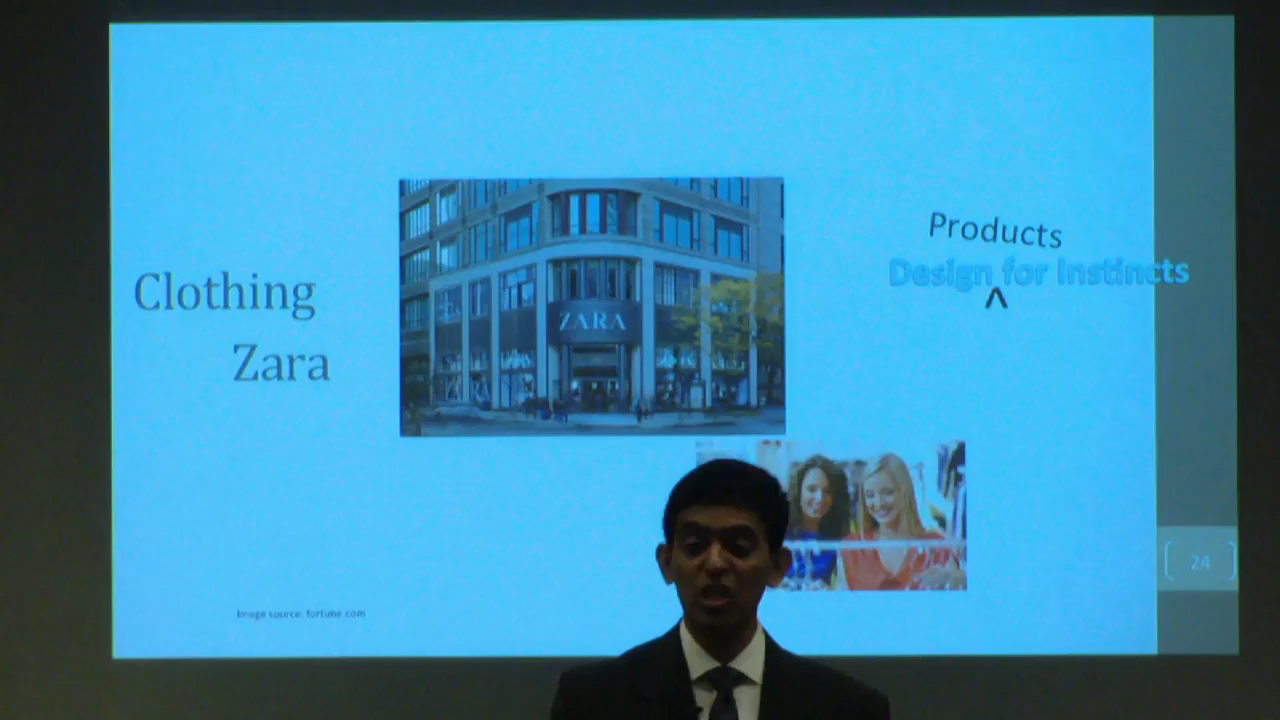 Clothing
Zara
ZARA
Products
Design for Instincts
^
24
Image source: fortune.com